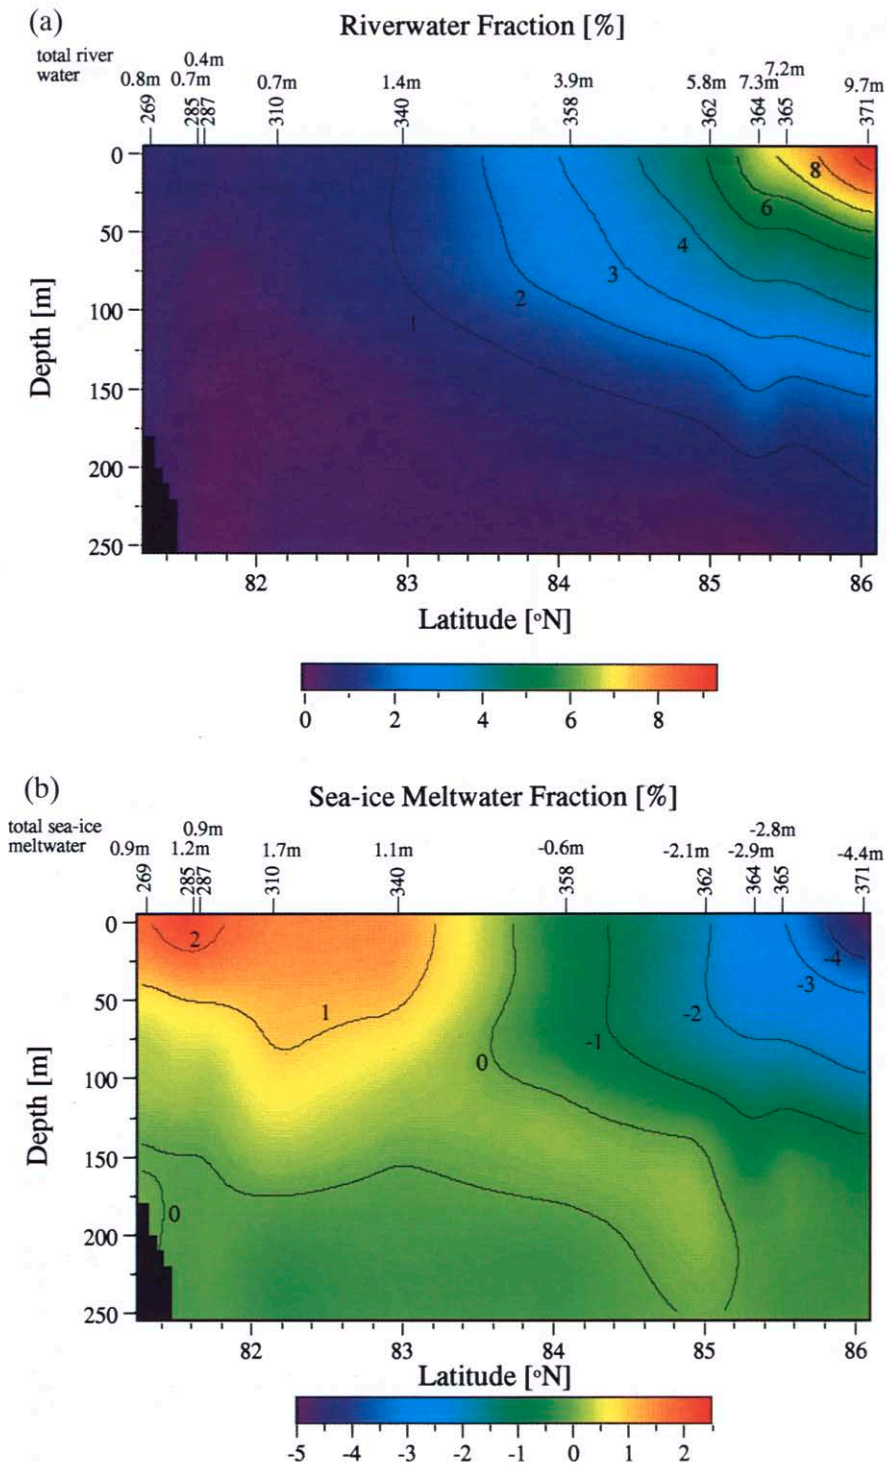 (a)
Riverwater Fraction [%]
total river
water
0.4m 7.2m
0.8m 0.7m 0.7m 1.4m 3.9m 5.8m 7.3m 9.7m
269 285 287 310 340 358 362 364 365 371
0
8
6
50
4
3
2
100
1
Depth [m]
150
200
250
82 83 84 85 86
Latitude [°N]
0 2 4 6 8
(b)
Sea-ice Meltwater Fraction [%]
total sea-ice
meltwater
0.9m -2.8m
0.9m 1.2m 1.7m 1.1m -0.6m -2.1m -2.9m -4.4m
269 285 287 310 340 358 362 364 365 371
0
2
-4
-3
50
1
-2
-1
0
100
Depth [m]
150
0
200
250
82 83 84 85 86
Latitude [°N]
-5 -4 -3 -2 -1 0 1 2